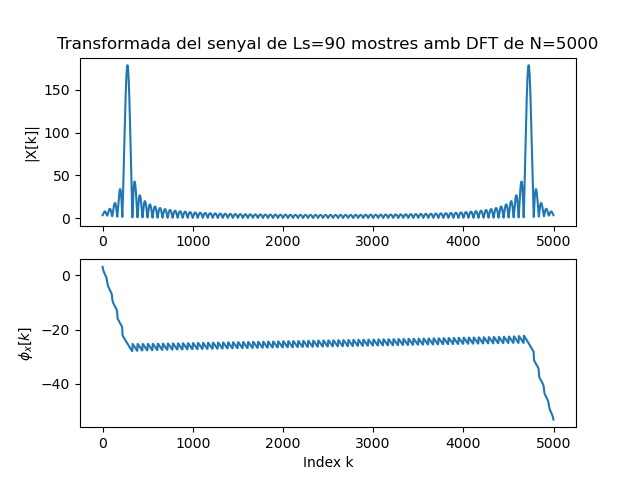 Transformada del senyal de Ls=90 mostres amb DFT de N=5000
|X[k]|
150
100
50
0
0 1000 2000 3000 4000 5000
ϕx[k]
0
−20
−40
0 1000 2000 3000 4000 5000
Index k